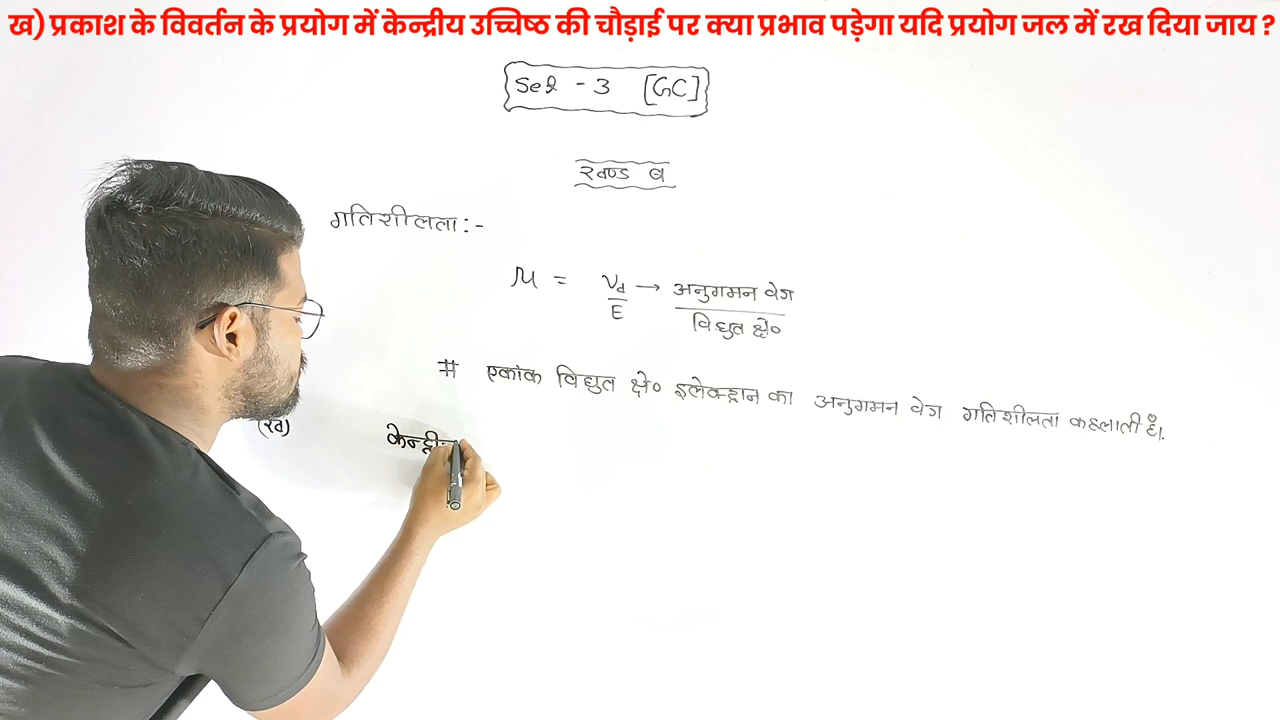 ख) प्रकाश के विवर्तन के प्रयोग में केन्द्रीय उच्चिष्ठ की चौड़ाई पर क्या प्रभाव पड़ेगा यदि प्रयोग जल में रख दिया जाय ?
Set - 3 [GC]
खण्ड ब
गतिशीलता :-
μ = vd/E → अनुगमन वेग/विद्युत क्षे०
# एकांक विद्युत क्षे० इलेक्ट्रान का अनुगमन वेग गतिशीलता कहलाती है।
(ख) केन्द्री